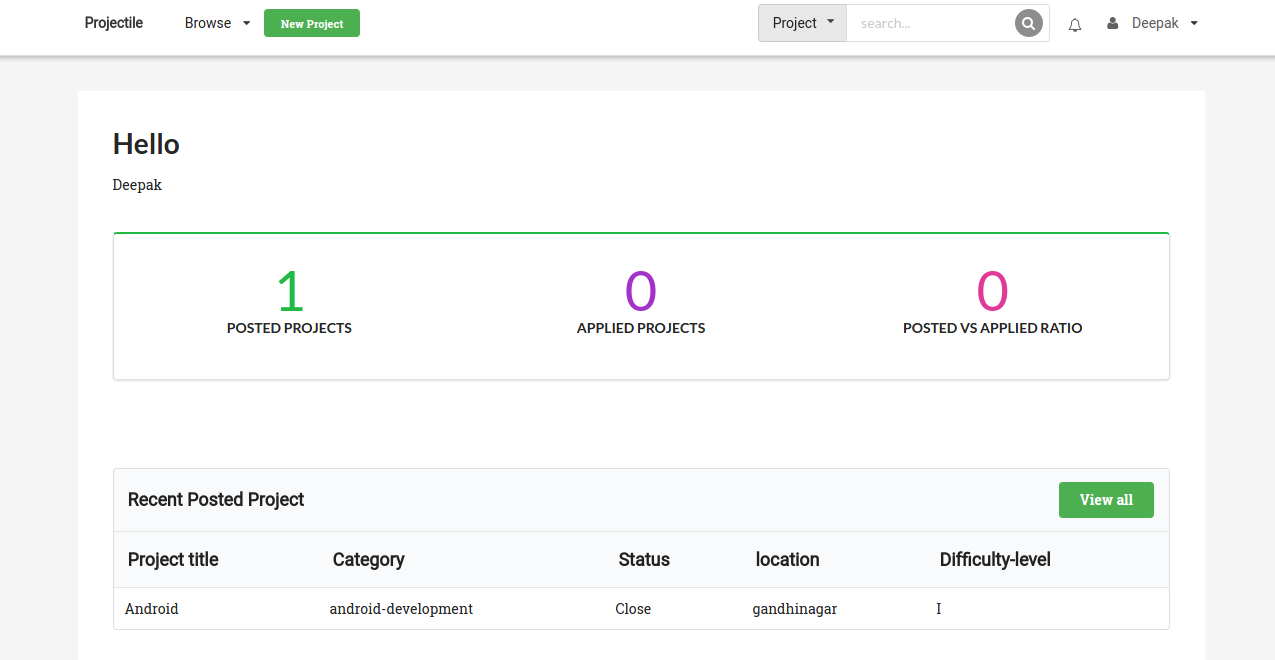 Projectile Browse New Project Project search... Deepak
Hello
Deepak
1 0 0
POSTED PROJECTS APPLIED PROJECTS POSTED VS APPLIED RATIO
Recent Posted Project View all
Project title Category Status location Difficulty-level
Android android-development Close gandhinagar I